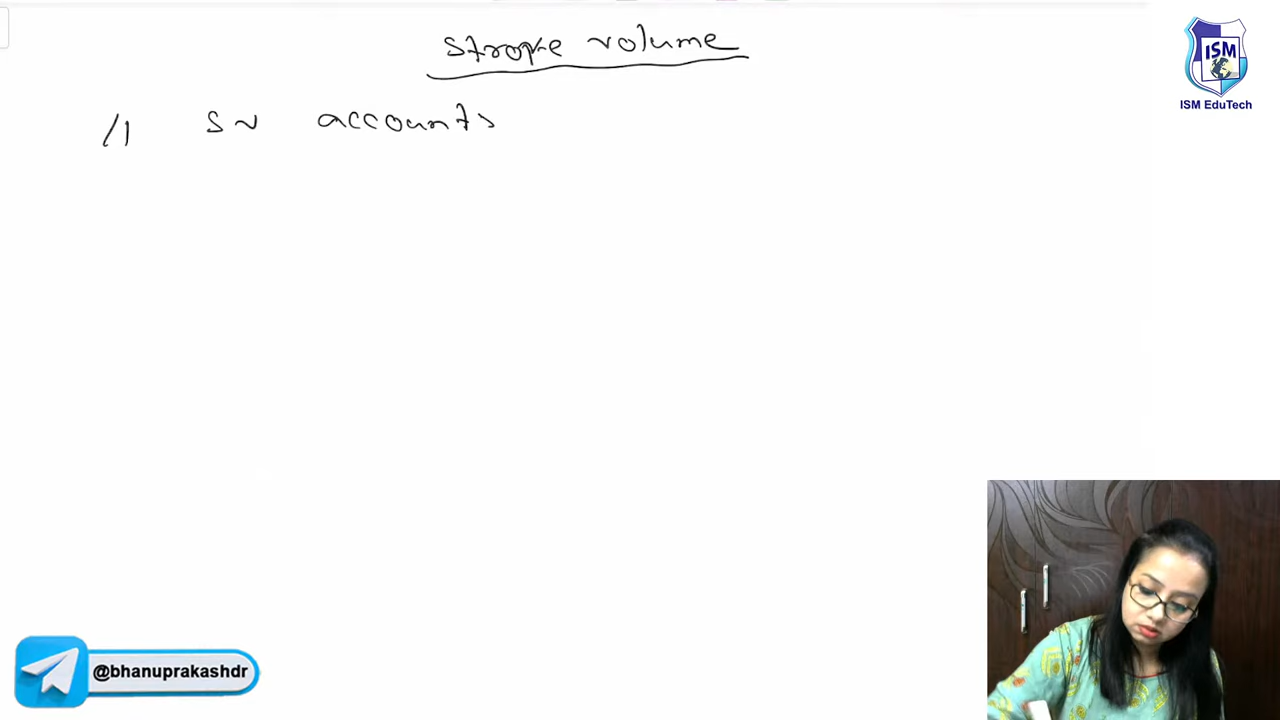 stroke volume
ISM
ISM EduTech
/1 SV accounts
@bhanuprakashdr